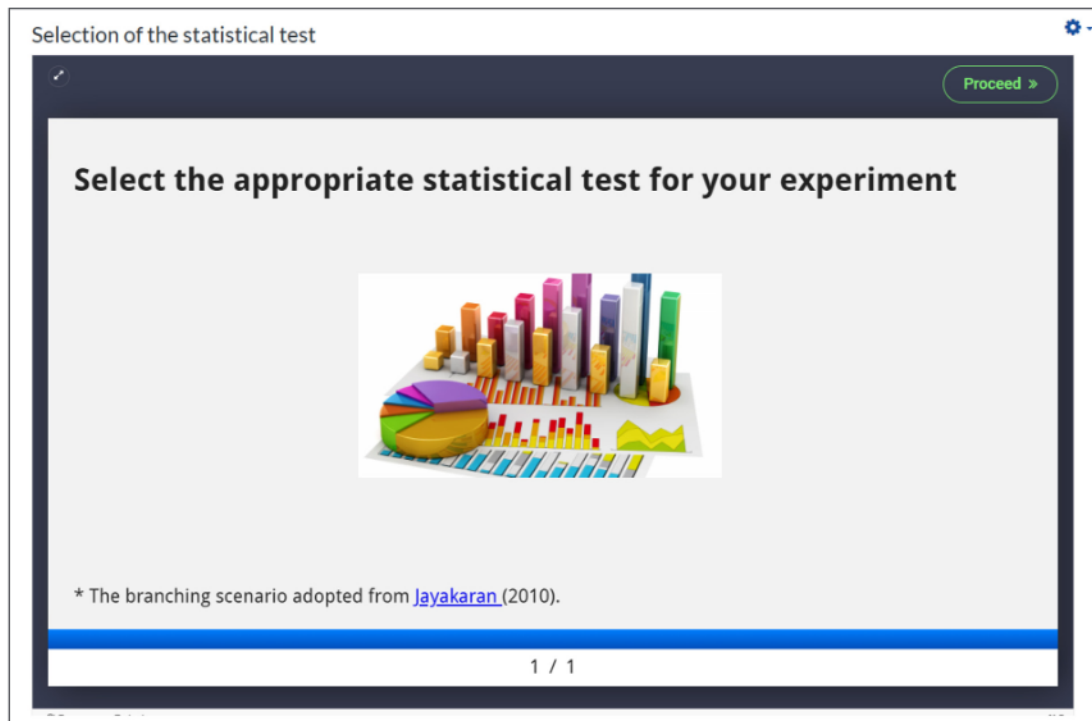 Selection of the statistical test
Proceed »
Select the appropriate statistical test for your experiment
* The branching scenario adopted from Jayakaran (2010).
1 / 1